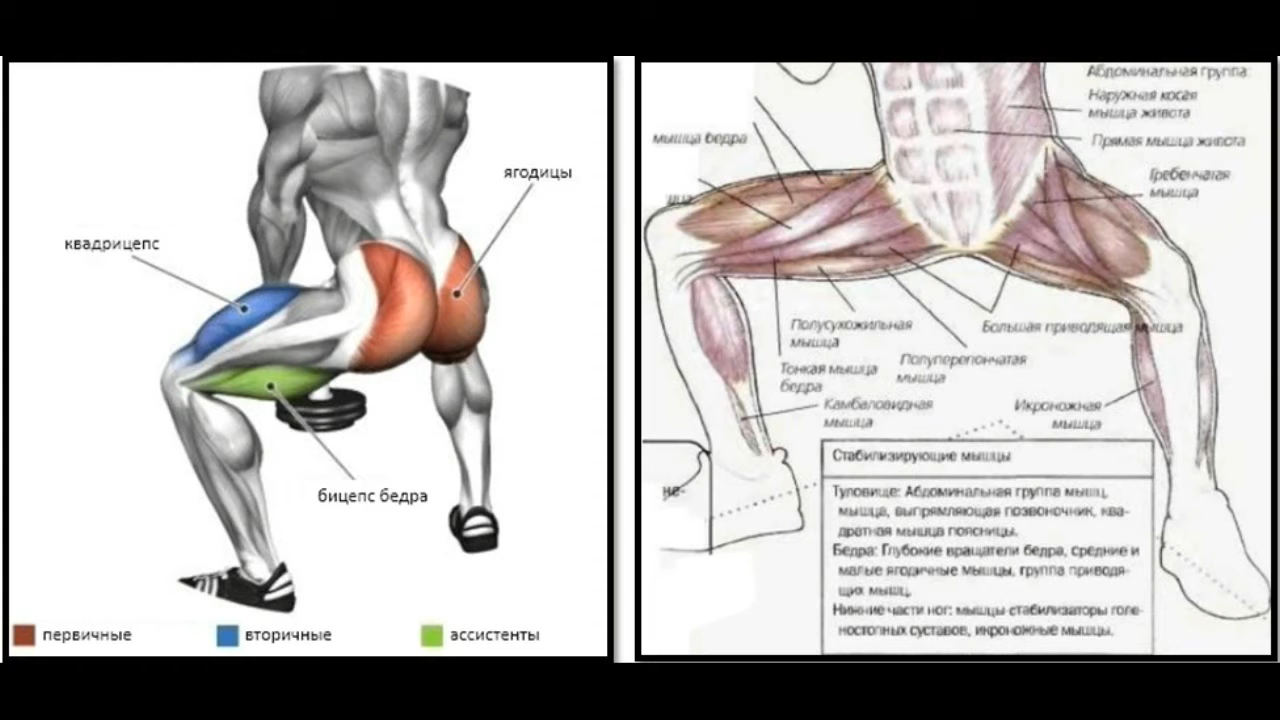 ягодицы
квадрицепс
бицепс бедра
первичные
вторичные
ассистенты
Абдоминальная группа:
Наружная косая
мышца живота
Прямая мышца живота
Гребенчатая
мышца
мышца бедра
Полусухожильная
мышца
Большая приводящая мышца
Тонкая мышца
бедра
Полуперепончатая
мышца
Камбаловидная
мышца
Икроножная
мышца
не-
Стабилизирующие мышцы
Туловище: Абдоминальная группа мышц,
мышца, выпрямляющая позвоночник, ква-
дратная мышца поясницы.
Бедра: Глубокие вращатели бедра, средние и
малые ягодичные мышцы, группа приводя-
щих мышц.
Нижние части ног: мышцы-стабилизаторы голе-
ностопных суставов, икроножные мышцы.